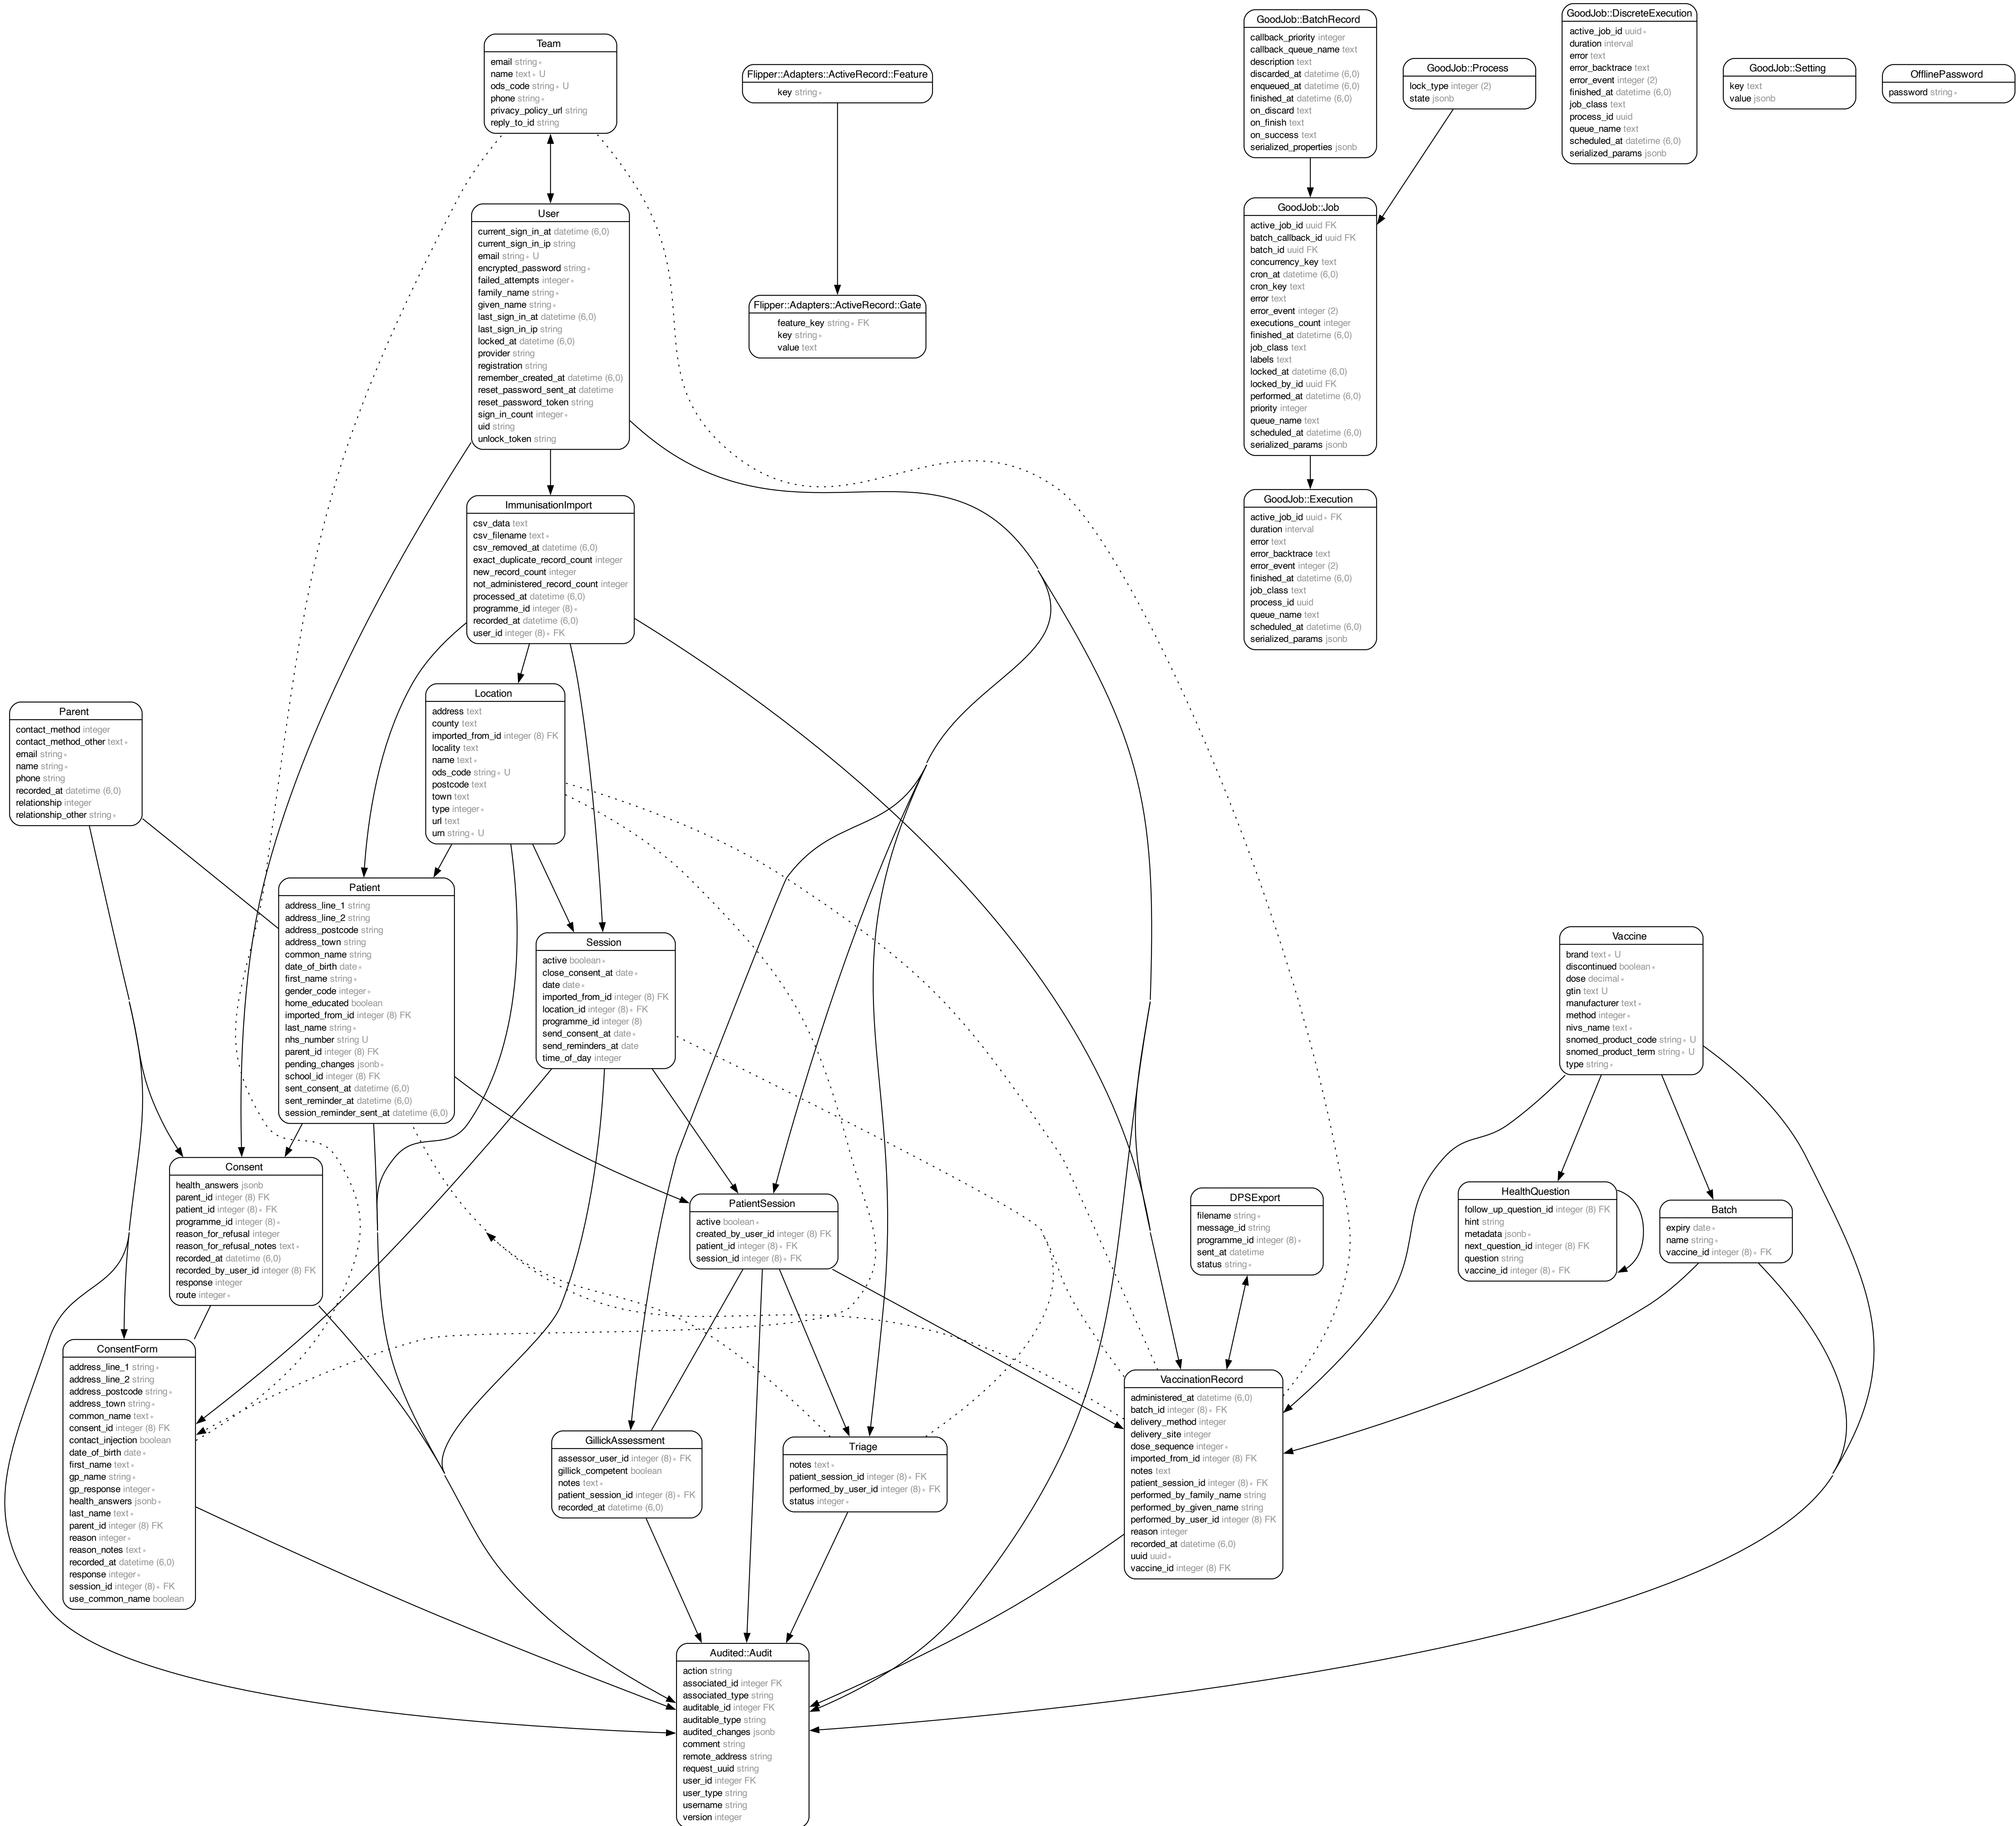 Team
email string ∗
name text ∗ U
ods_code string ∗ U
phone string ∗
privacy_policy_url string
reply_to_id string
Flipper::Adapters::ActiveRecord::Feature
key string ∗
GoodJob::BatchRecord
callback_priority integer
callback_queue_name text
description text
discarded_at datetime (6,0)
enqueued_at datetime (6,0)
finished_at datetime (6,0)
on_discard text
on_finish text
on_success text
serialized_properties jsonb
GoodJob::Process
lock_type integer (2)
state jsonb
GoodJob::DiscreteExecution
active_job_id uuid ∗
duration interval
error text
error_backtrace text
error_event integer (2)
finished_at datetime (6,0)
job_class text
process_id uuid
queue_name text
scheduled_at datetime (6,0)
serialized_params jsonb
GoodJob::Setting
key text
value jsonb
OfflinePassword
password string ∗
User
current_sign_in_at datetime (6,0)
current_sign_in_ip string
email string ∗ U
encrypted_password string ∗
failed_attempts integer ∗
family_name string ∗
given_name string ∗
last_sign_in_at datetime (6,0)
last_sign_in_ip string
locked_at datetime (6,0)
provider string
registration string
remember_created_at datetime (6,0)
reset_password_sent_at datetime
reset_password_token string
sign_in_count integer ∗
uid string
unlock_token string
Flipper::Adapters::ActiveRecord::Gate
feature_key string ∗ FK
key string ∗
value text
GoodJob::Job
active_job_id uuid FK
batch_callback_id uuid FK
batch_id uuid FK
concurrency_key text
cron_at datetime (6,0)
cron_key text
error text
error_event integer (2)
executions_count integer
finished_at datetime (6,0)
job_class text
labels text
locked_at datetime (6,0)
locked_by_id uuid FK
performed_at datetime (6,0)
priority integer
queue_name text
scheduled_at datetime (6,0)
serialized_params jsonb
ImmunisationImport
csv_data text
csv_filename text ∗
csv_removed_at datetime (6,0)
exact_duplicate_record_count integer
new_record_count integer
not_administered_record_count integer
processed_at datetime (6,0)
programme_id integer (8) ∗
recorded_at datetime (6,0)
user_id integer (8) ∗ FK
GoodJob::Execution
active_job_id uuid ∗ FK
duration interval
error text
error_backtrace text
error_event integer (2)
finished_at datetime (6,0)
job_class text
process_id uuid
queue_name text
scheduled_at datetime (6,0)
serialized_params jsonb
Parent
contact_method integer
contact_method_other text ∗
email string ∗
name string ∗
phone string
recorded_at datetime (6,0)
relationship integer
relationship_other string ∗
Location
address text
county text
imported_from_id integer (8) FK
locality text
name text ∗
ods_code string ∗ U
postcode text
town text
type integer ∗
url text
urn string ∗ U
Patient
address_line_1 string
address_line_2 string
address_postcode string
address_town string
common_name string
date_of_birth date ∗
first_name string ∗
gender_code integer ∗
home_educated boolean
imported_from_id integer (8) FK
last_name string ∗
nhs_number string U
parent_id integer (8) FK
pending_changes jsonb ∗
school_id integer (8) FK
sent_consent_at datetime (6,0)
sent_reminder_at datetime (6,0)
session_reminder_sent_at datetime (6,0)
Session
active boolean ∗
close_consent_at date ∗
date date ∗
imported_from_id integer (8) FK
location_id integer (8) ∗ FK
programme_id integer (8)
send_consent_at date ∗
send_reminders_at date
time_of_day integer
Vaccine
brand text ∗ U
discontinued boolean ∗
dose decimal ∗
gtin text U
manufacturer text ∗
method integer ∗
nivs_name text ∗
snomed_product_code string ∗ U
snomed_product_term string ∗ U
type string ∗
Consent
health_answers jsonb
parent_id integer (8) FK
patient_id integer (8) ∗ FK
programme_id integer (8) ∗
reason_for_refusal integer
reason_for_refusal_notes text ∗
recorded_at datetime (6,0)
recorded_by_user_id integer (8) FK
response integer
route integer ∗
PatientSession
active boolean ∗
created_by_user_id integer (8) FK
patient_id integer (8) ∗ FK
session_id integer (8) ∗ FK
DPSExport
filename string ∗
message_id string
programme_id integer (8) ∗
sent_at datetime
status string ∗
HealthQuestion
follow_up_question_id integer (8) FK
hint string
metadata jsonb ∗
next_question_id integer (8) FK
question string
vaccine_id integer (8) ∗ FK
Batch
expiry date ∗
name string ∗
vaccine_id integer (8) ∗ FK
ConsentForm
address_line_1 string ∗
address_line_2 string
address_postcode string ∗
address_town string ∗
common_name text ∗
consent_id integer (8) FK
contact_injection boolean
date_of_birth date ∗
first_name text ∗
gp_name string ∗
gp_response integer ∗
health_answers jsonb ∗
last_name text ∗
parent_id integer (8) FK
reason integer ∗
reason_notes text ∗
recorded_at datetime (6,0)
response integer ∗
session_id integer (8) ∗ FK
use_common_name boolean
GillickAssessment
assessor_user_id integer (8) ∗ FK
gillick_competent boolean
notes text ∗
patient_session_id integer (8) ∗ FK
recorded_at datetime (6,0)
Triage
notes text ∗
patient_session_id integer (8) ∗ FK
performed_by_user_id integer (8) ∗ FK
status integer ∗
VaccinationRecord
administered_at datetime (6,0)
batch_id integer (8) ∗ FK
delivery_method integer
delivery_site integer
dose_sequence integer ∗
imported_from_id integer (8) FK
notes text
patient_session_id integer (8) ∗ FK
performed_by_family_name string
performed_by_given_name string
performed_by_user_id integer (8) FK
reason integer
recorded_at datetime (6,0)
uuid uuid ∗
vaccine_id integer (8) FK
Audited::Audit
action string
associated_id integer FK
associated_type string
auditable_id integer FK
auditable_type string
audited_changes jsonb
comment string
remote_address string
request_uuid string
user_id integer FK
user_type string
username string
version integer